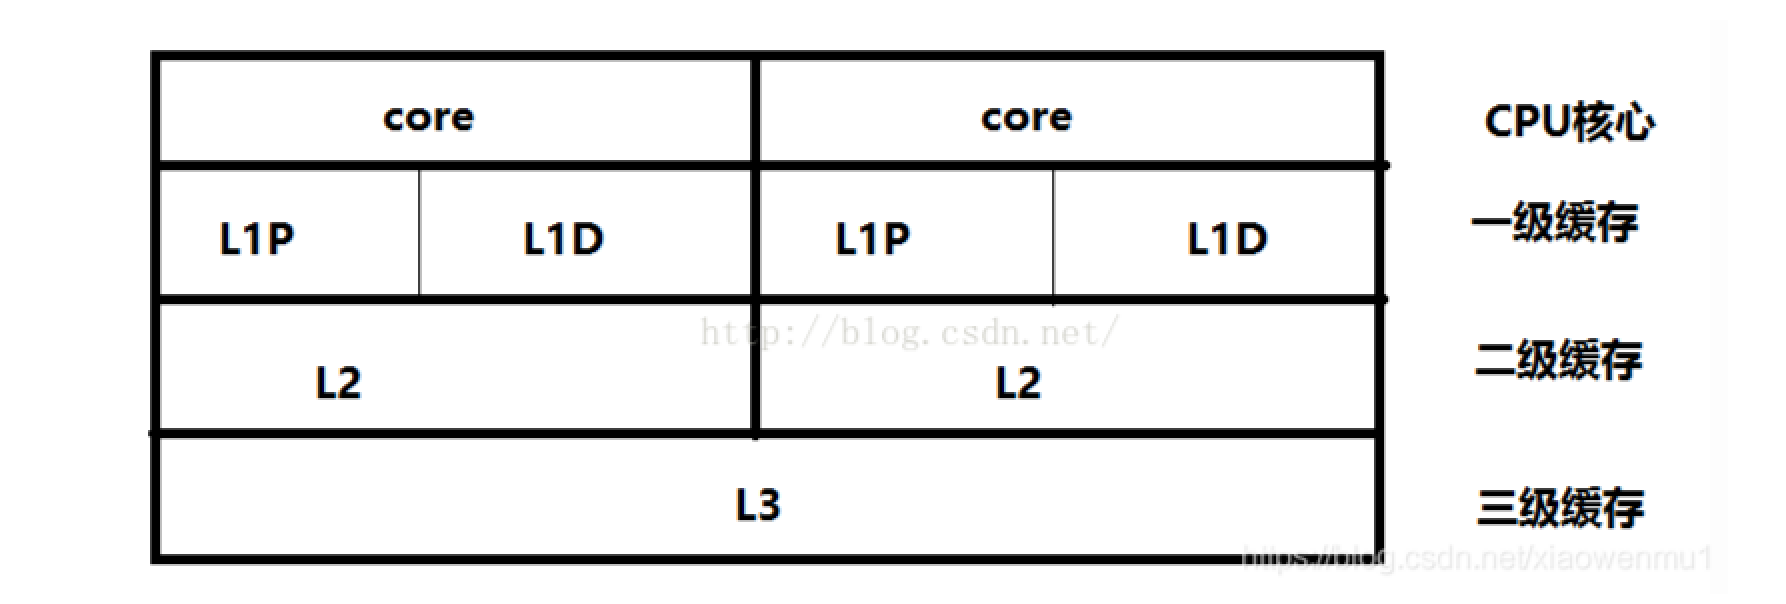 core core CPU核心
L1P L1D L1P L1D 一级缓存
http://blog.csdn.net/
L2 L2 二级缓存
L3 三级缓存
https://blog.csdn.net/xiaowenmu1